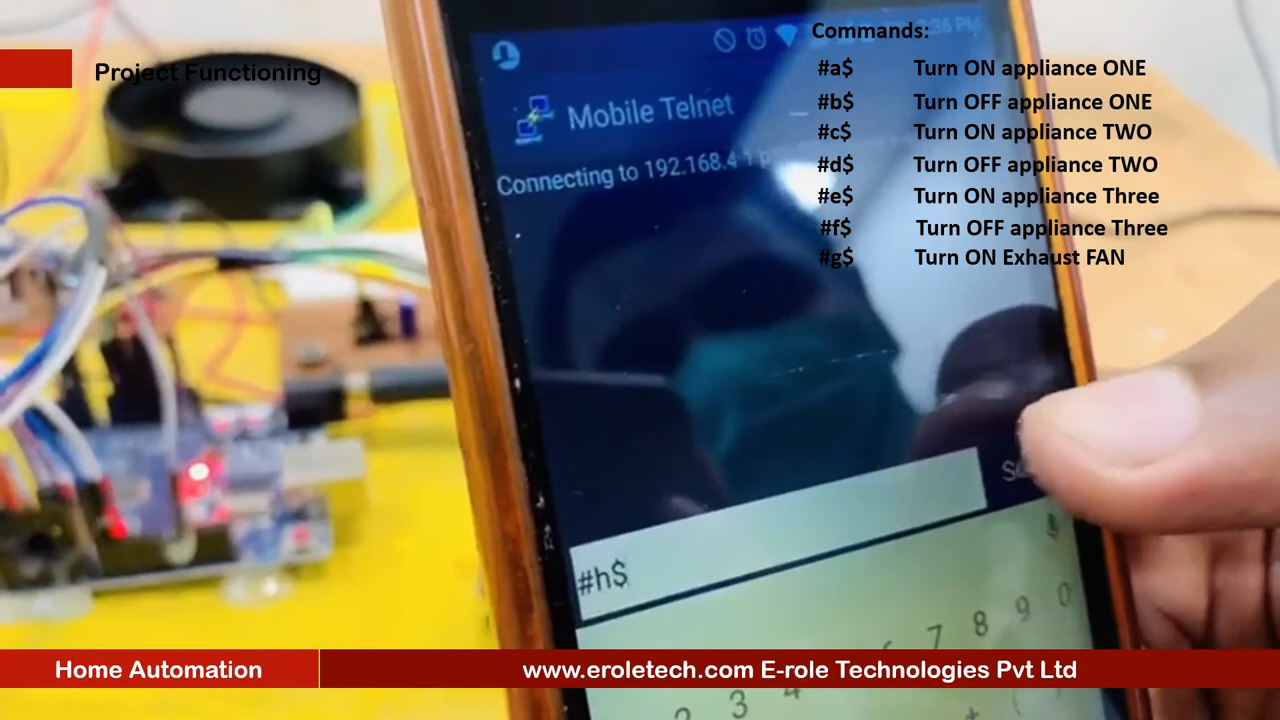 Project Functioning
Commands:
#a$ Turn ON appliance ONE
#b$ Turn OFF appliance ONE
#c$ Turn ON appliance TWO
#d$ Turn OFF appliance TWO
#e$ Turn ON appliance Three
#f$ Turn OFF appliance Three
#g$ Turn ON Exhaust FAN
Mobile Telnet
Connecting to 192.168.4.1
#h$
7 8 9 0
3 4
Home Automation
www.eroletech.com E-role Technologies Pvt Ltd